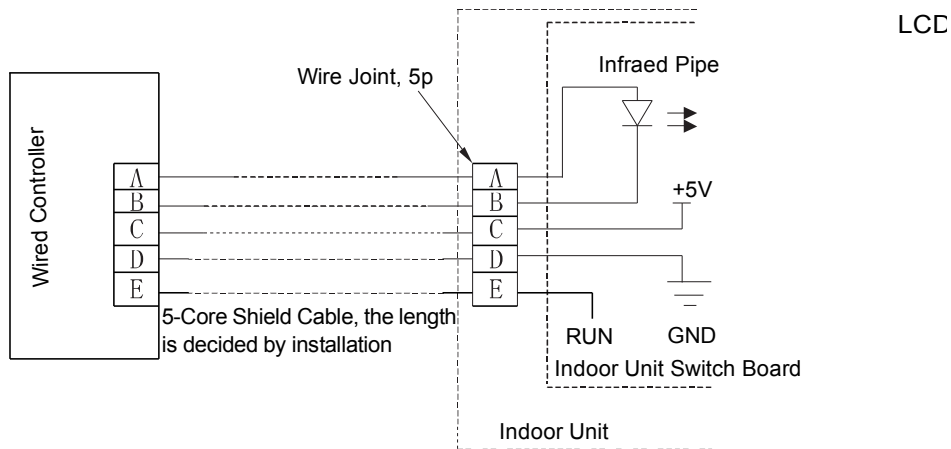 LCD
Infraed Pipe
Wire Joint, 5p
Wired Controller
A
B
C
D
E
A
B
C
D
E
+5V
5-Core Shield Cable, the length
is decided by installation
RUN
GND
Indoor Unit Switch Board
Indoor Unit